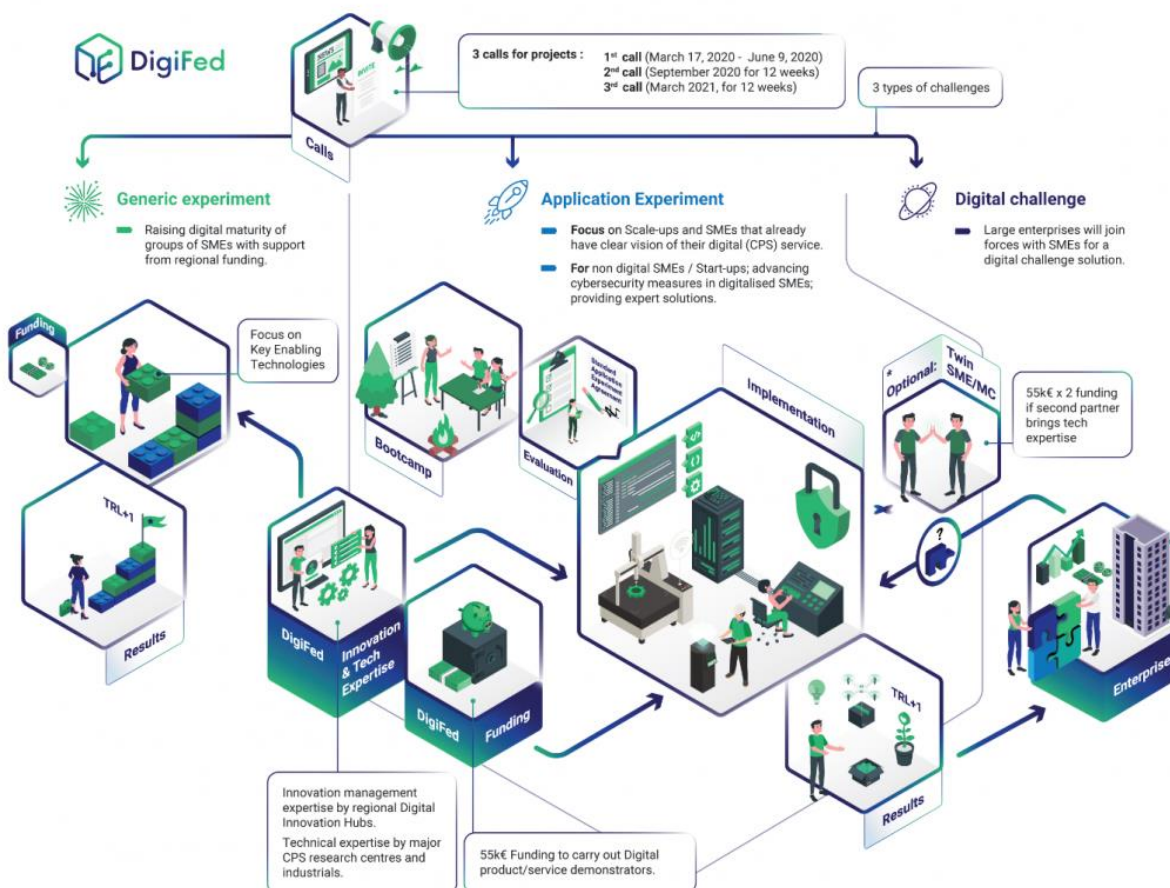 DigiFed
NEWS
INVITE
3 calls for projects :
1st call (March 17, 2020 - June 9, 2020)
2nd call (September 2020 for 12 weeks)
3rd call (March 2021, for 12 weeks)
3 types of challenges
Calls
Generic experiment
Raising digital maturity of
groups of SMEs with support
from regional funding.
Application Experiment
Focus on Scale-ups and SMEs that already
have clear vision of their digital (CPS) service.
For non digital SMEs / Start-ups; advancing
cybersecurity measures in digitalised SMEs;
providing expert solutions.
Digital challenge
Large enterprises will join
forces with SMEs for a
digital challenge solution.
Funding
Focus on
Key Enabling
Technologies
Bootcamp
Standard
Application
Experiment
Agreement
Evaluation
Implementation
*
Optional:
Twin
SME/MC
55k€ x 2 funding
if second partner
brings tech
expertise
TRL+1
Results
DigiFed
Innovation
& Tech
Expertise
DigiFed
Funding
?
Enterprise
TRL+1
Results
Innovation management
expertise by regional Digital
Innovation Hubs.
Technical expertise by major
CPS research centres and
industrials.
55k€ Funding to carry out Digital
product/service demonstrators.